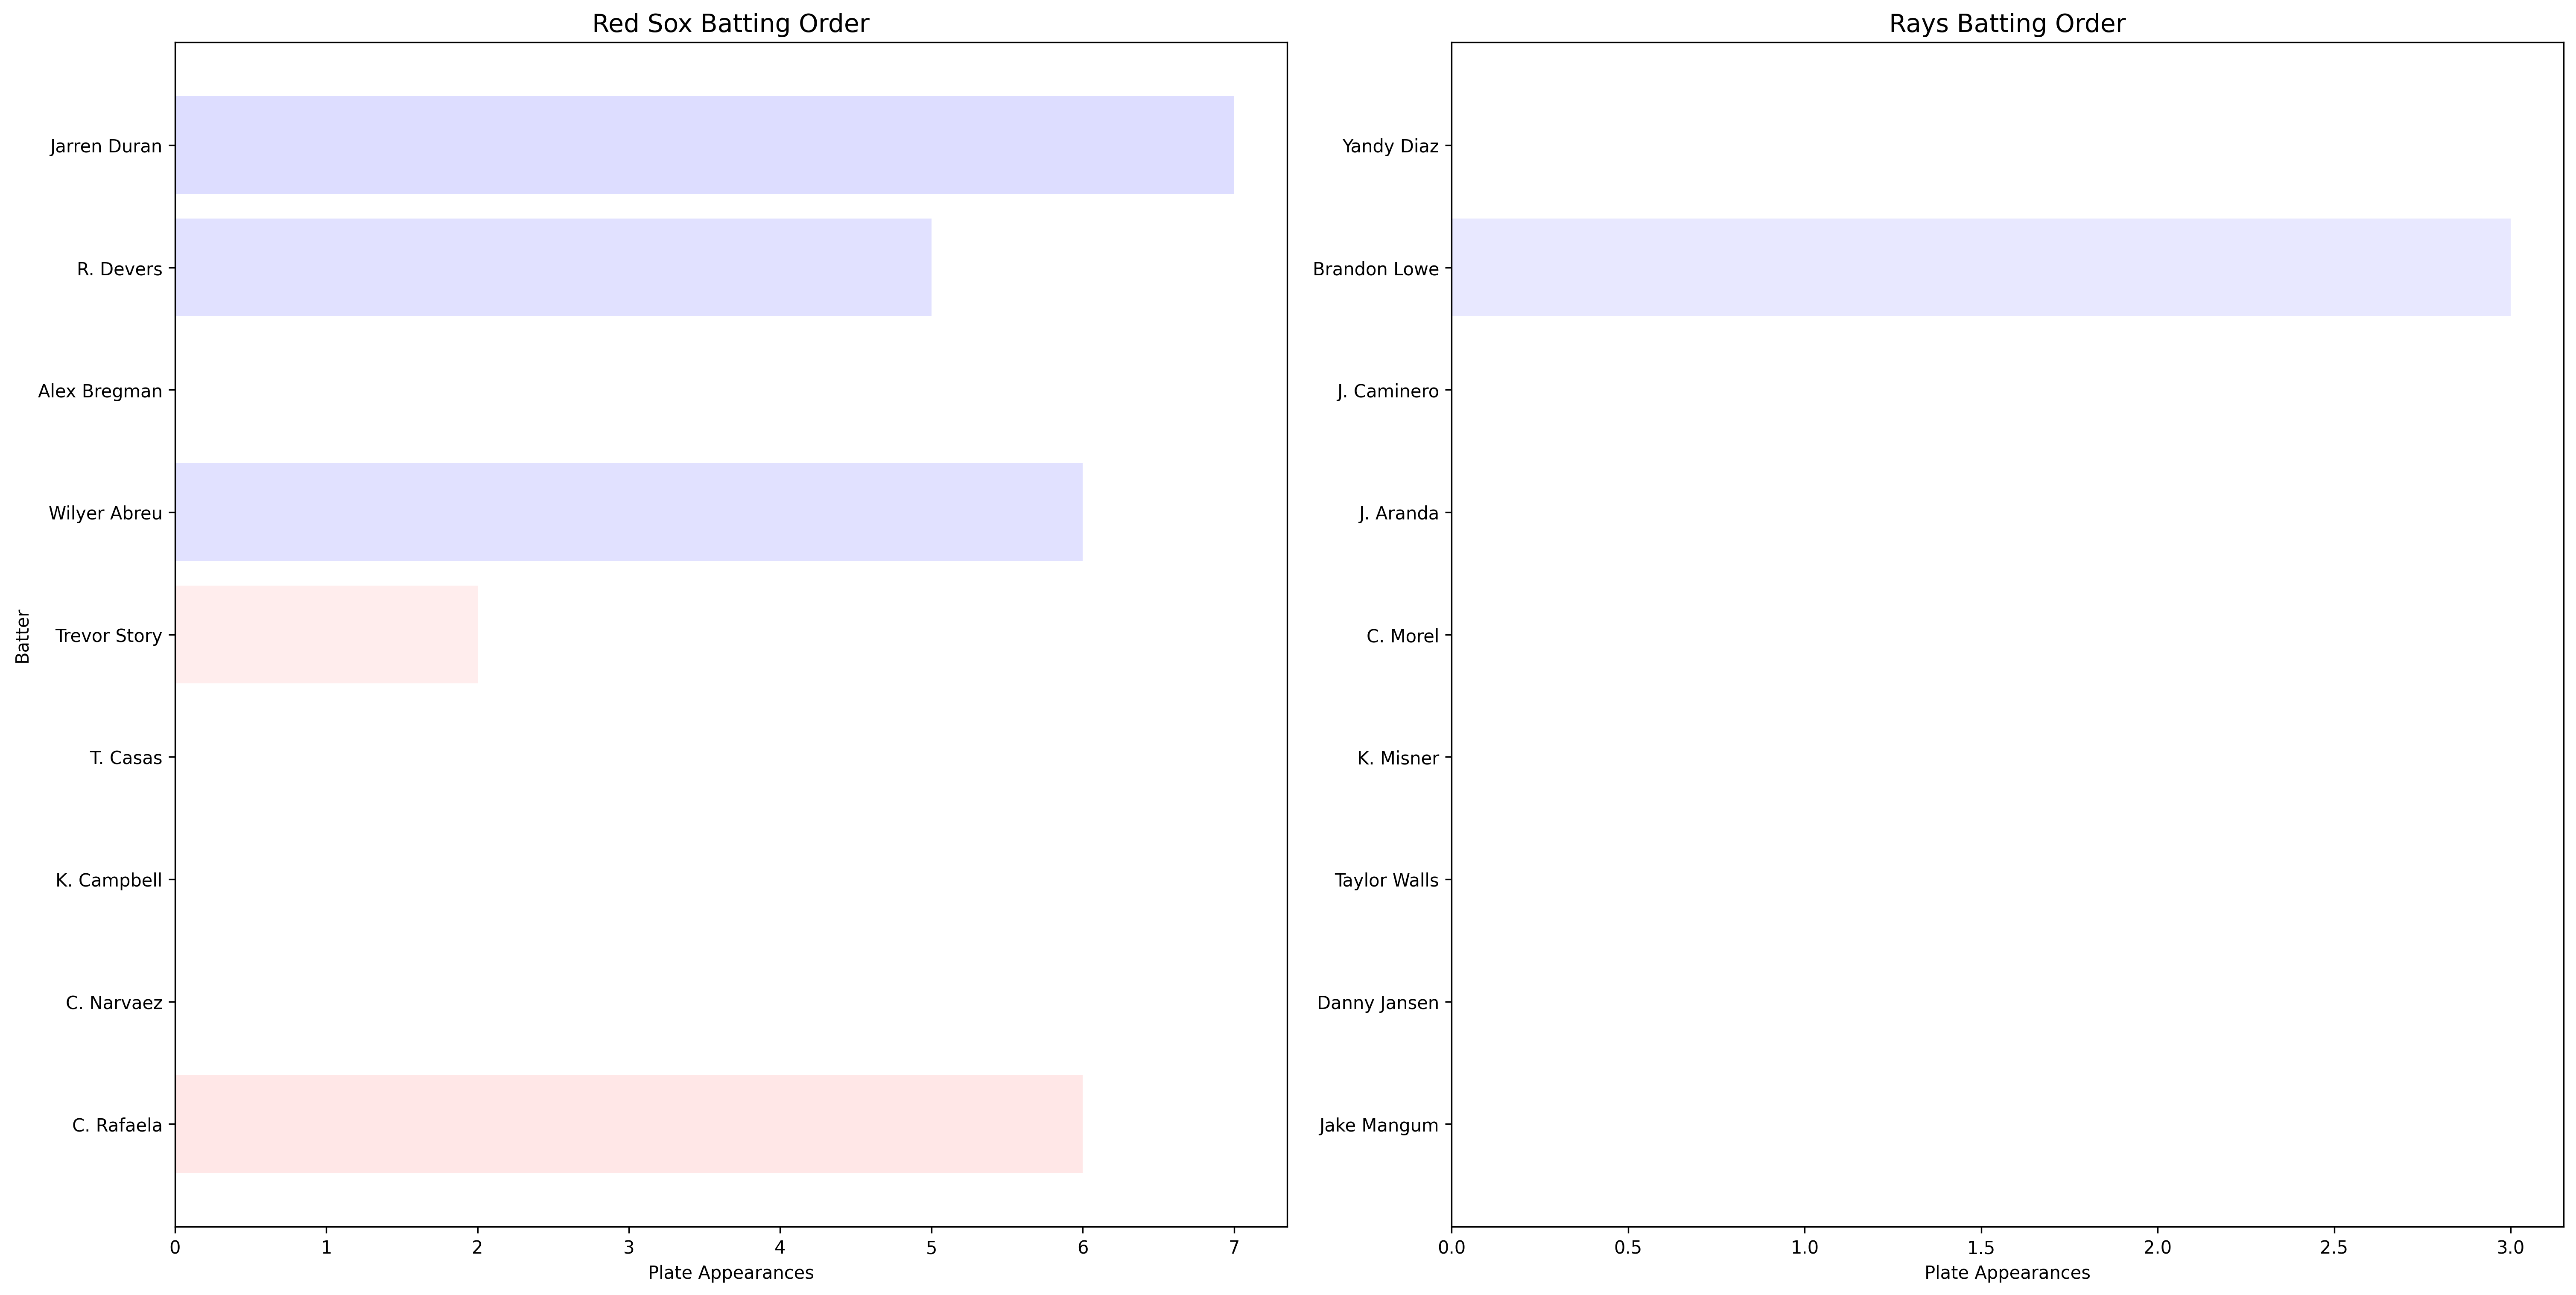 Red Sox Batting Order
Batter
Jarren Duran
R. Devers
Alex Bregman
Wilyer Abreu
Trevor Story
T. Casas
K. Campbell
C. Narvaez
C. Rafaela
0 1 2 3 4 5 6 7
Plate Appearances
Rays Batting Order
Yandy Diaz
Brandon Lowe
J. Caminero
J. Aranda
C. Morel
K. Misner
Taylor Walls
Danny Jansen
Jake Mangum
0.0 0.5 1.0 1.5 2.0 2.5 3.0
Plate Appearances